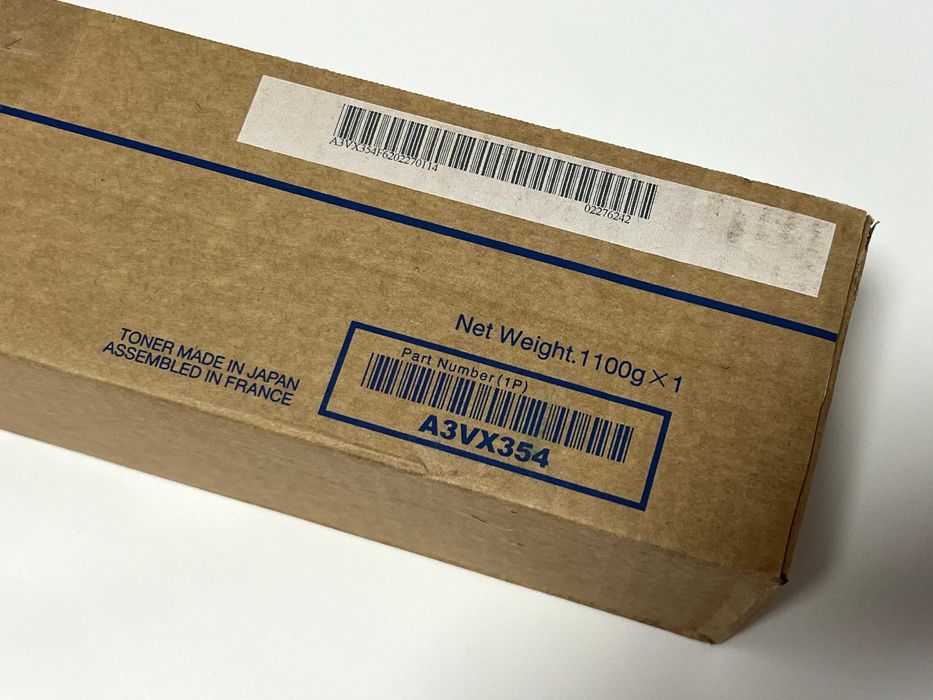 A3VX354F6202270114
02276242
Net Weight.1100g×1
TONER MADE IN JAPAN
ASSEMBLED IN FRANCE
Part Number(1P)
A3VX354